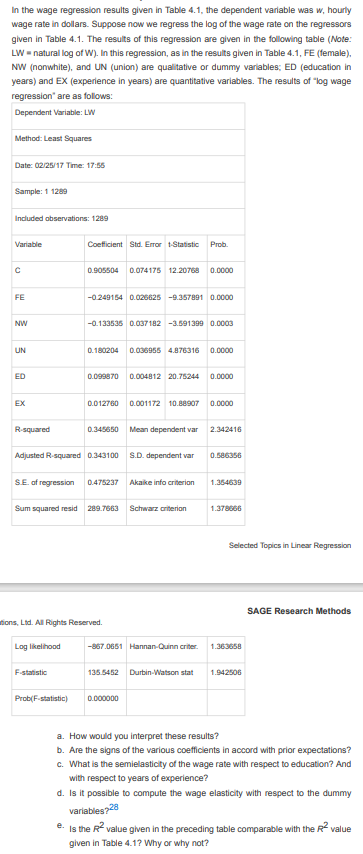 In the wage regression results given in Table 4.1, the dependent variable was w, hourly
wage rate in dollars. Suppose now we regress the log of the wage rate on the regressors
given in Table 4.1. The results of this regression are given in the following table (Note:
LW = natural log of W). In this regression, as in the results given in Table 4.1, FE (female),
NW (nonwhite), and UN (union) are qualitative or dummy variables; ED (education in
years) and EX (experience in years) are quantitative variables. The results of "log wage
regression" are as follows:
Dependent Variable: LW
Method: Least Squares
Date: 02/25/17 Time: 17:55
Sample: 1 1289
Included observations: 1289
Variable Coefficient Std. Error t-Statistic Prob.
C 0.905504 0.074175 12.20768 0.0000
FE −0.249154 0.026625 −9.357891 0.0000
NW −0.133535 0.037182 −3.591399 0.0003
UN 0.180204 0.036955 4.876316 0.0000
ED 0.099870 0.004812 20.75244 0.0000
EX 0.012760 0.001172 10.88907 0.0000
R-squared 0.345650 Mean dependent var 2.342416
Adjusted R-squared 0.343100 S.D. dependent var 0.586356
S.E. of regression 0.475237 Akaike info criterion 1.354639
Sum squared resid 289.7663 Schwarz criterion 1.378666
Selected Topics in Linear Regression
SAGE Research Methods
ations, Ltd. All Rights Reserved.
Log likelihood −867.0651 Hannan-Quinn criter. 1.363658
F-statistic 135.5452 Durbin-Watson stat 1.942506
Prob(F-statistic) 0.000000
a. How would you interpret these results?
b. Are the signs of the various coefficients in accord with prior expectations?
c. What is the semielasticity of the wage rate with respect to education? And
with respect to years of experience?
d. Is it possible to compute the wage elasticity with respect to the dummy
variables?28
e. Is the R2 value given in the preceding table comparable with the R2 value
given in Table 4.1? Why or why not?